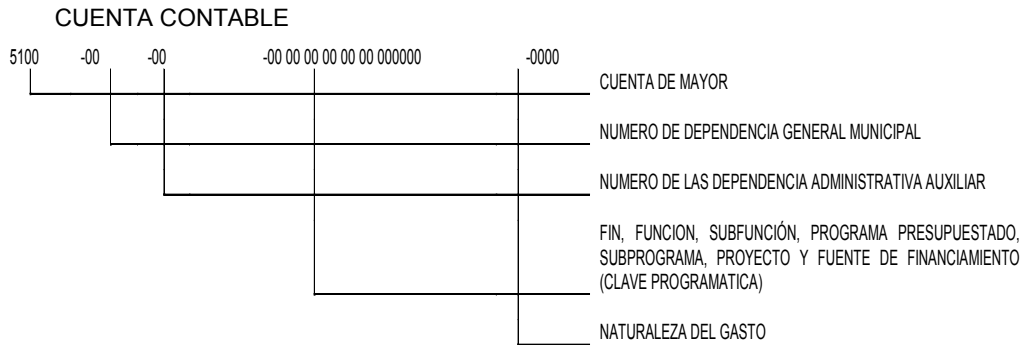 CUENTA CONTABLE
5100 -00 -00 -00 00 00 00 00 00 000000 -0000
CUENTA DE MAYOR
NUMERO DE DEPENDENCIA GENERAL MUNICIPAL
NUMERO DE LAS DEPENDENCIA ADMINISTRATIVA AUXILIAR
FIN, FUNCION, SUBFUNCIÓN, PROGRAMA PRESUPUESTADO,
SUBPROGRAMA, PROYECTO Y FUENTE DE FINANCIAMIENTO
(CLAVE PROGRAMATICA)
NATURALEZA DEL GASTO